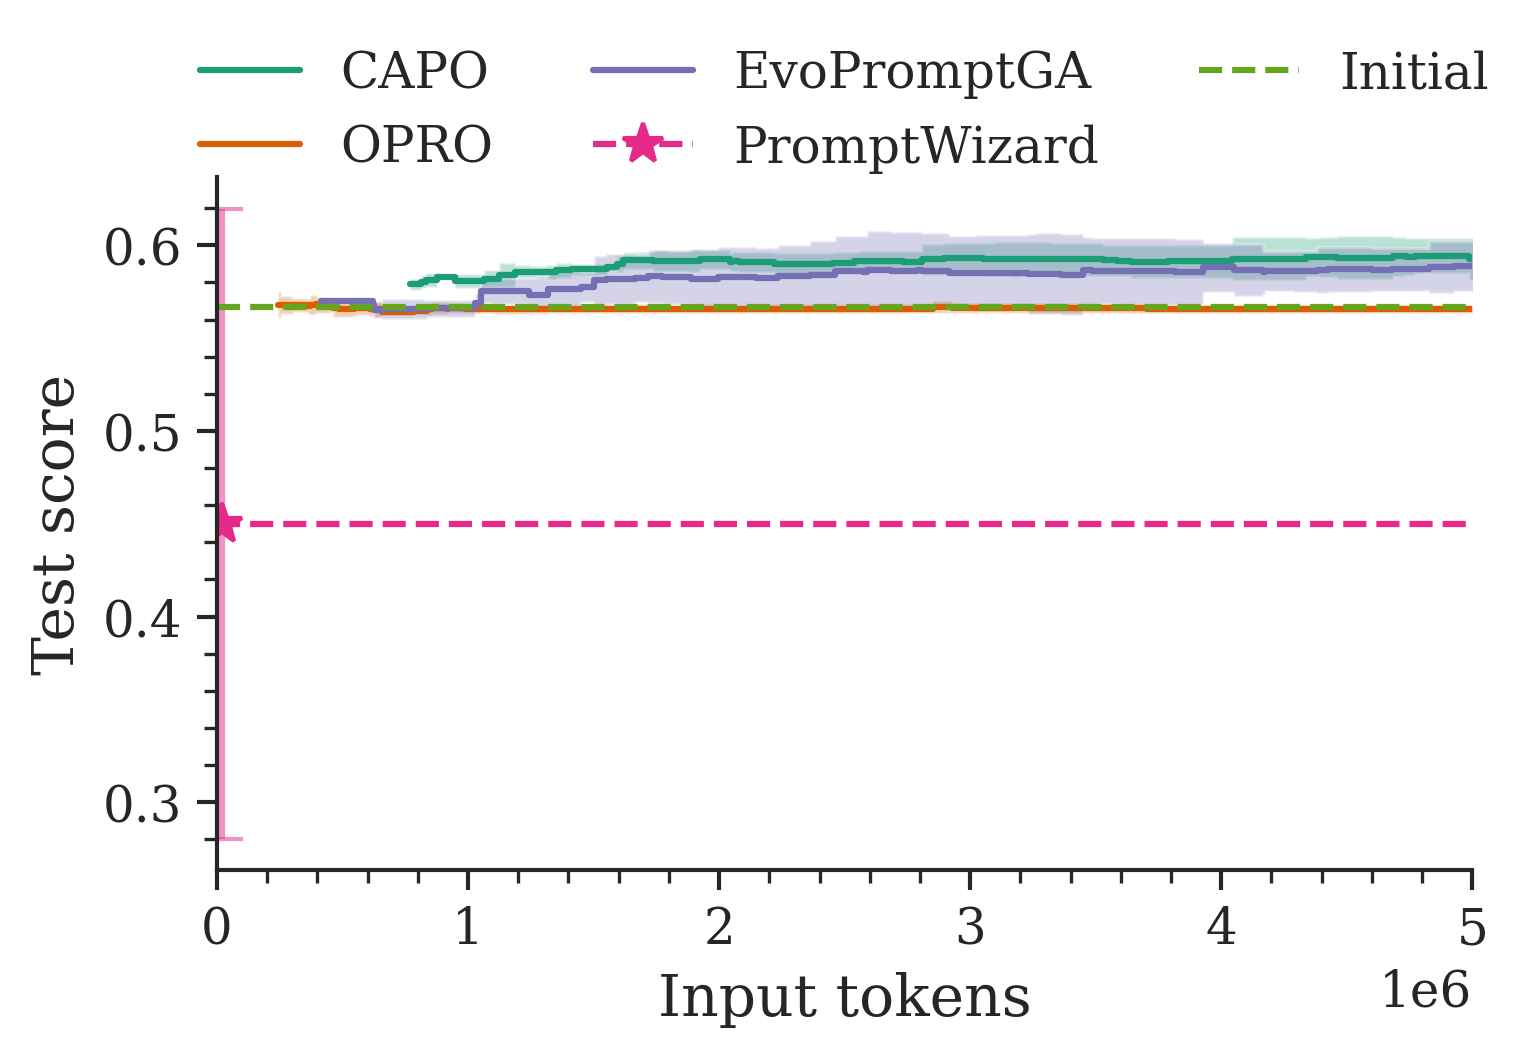 CAPO EvoPromptGA Initial
OPRO PromptWizard
0.6
0.5
0.4
0.3
Test score
0 1 2 3 4 5
Input tokens
1e6